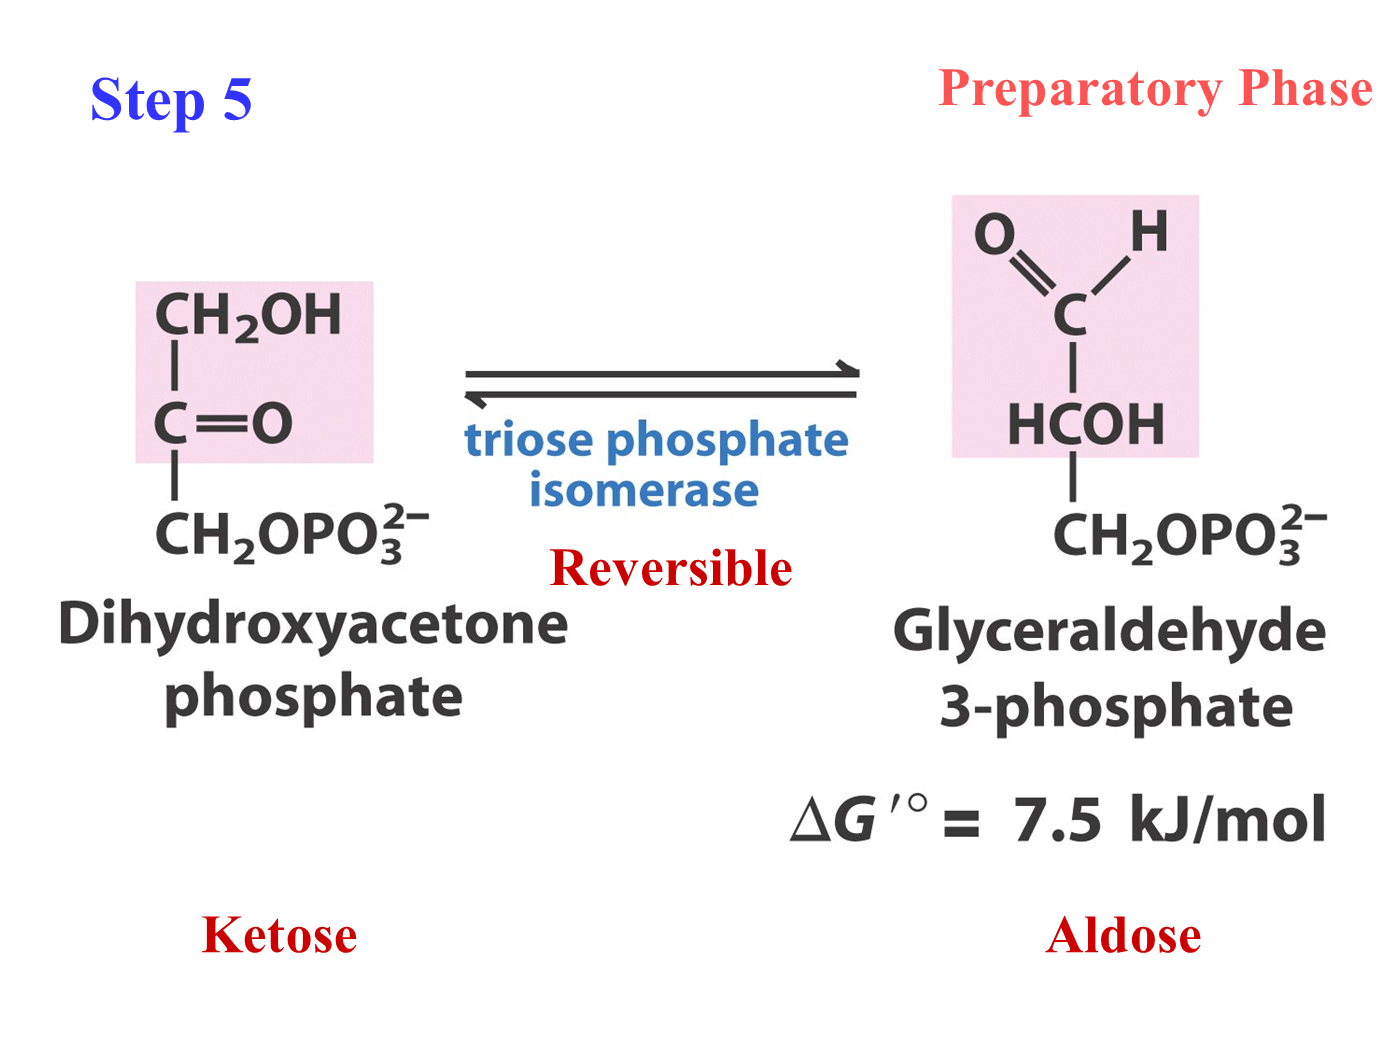 Step 5
Preparatory Phase
O H
C
HCOH
CH₂OPO₃²⁻
CH₂OH
C=O
CH₂OPO₃²⁻
triose phosphate
isomerase
Reversible
Dihydroxyacetone
phosphate
Glyceraldehyde
3-phosphate
ΔG′° = 7.5 kJ/mol
Ketose
Aldose